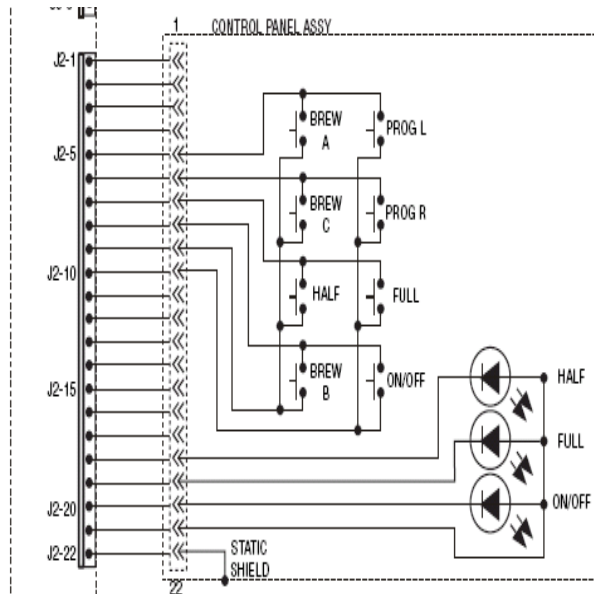 1 CONTROL PANEL ASSY
J2-1
BREW
A
PROG L
J2-5
BREW
C
PROG R
J2-10
HALF
FULL
BREW
B
ON/OFF
HALF
J2-15
FULL
J2-20
ON/OFF
J2-22
STATIC
SHIELD
22